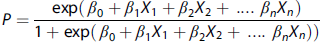 P = exp( β₀ + β₁X₁ + β₂X₂ + .... βₙXₙ) / 1 + exp( β₀ + β₁X₁ + β₂X₂ + .... βₙXₙ))